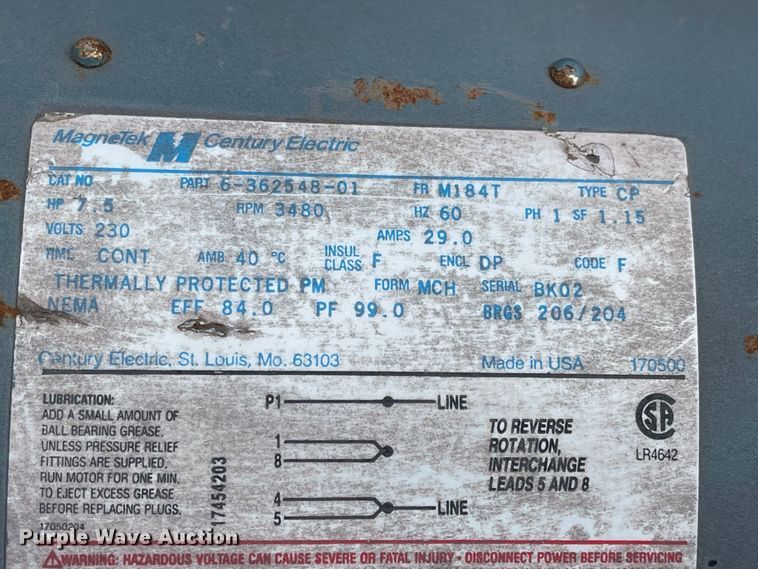 MagneTek M Century Electric
CAT NO PART 6-362548-01 FR M184T TYPE CP
HP 7.5 RPM 3480 HZ 60 PH 1 SF 1.15
VOLTS 230 AMPS 29.0
TIME CONT AMB 40 °C INSUL CLASS F ENCL DP CODE F
THERMALLY PROTECTED PM FORM MCH SERIAL BK02
NEMA EFF 84.0 PF 99.0 BRGS 206/204
Century Electric, St. Louis, Mo. 63103 Made in USA 170500
LUBRICATION:
ADD A SMALL AMOUNT OF
BALL BEARING GREASE.
UNLESS PRESSURE RELIEF
FITTINGS ARE SUPPLIED.
RUN MOTOR FOR ONE MIN.
TO EJECT EXCESS GREASE
BEFORE REPLACING PLUGS.
17050204
17454203
P1 LINE
1
8
4
LINE
5
TO REVERSE
ROTATION,
INTERCHANGE
LEADS 5 AND 8
SA
LR4642
Purple Wave Auction
WARNING: HAZARDOUS VOLTAGE CAN CAUSE SEVERE OR FATAL INJURY - DISCONNECT POWER BEFORE SERVICING